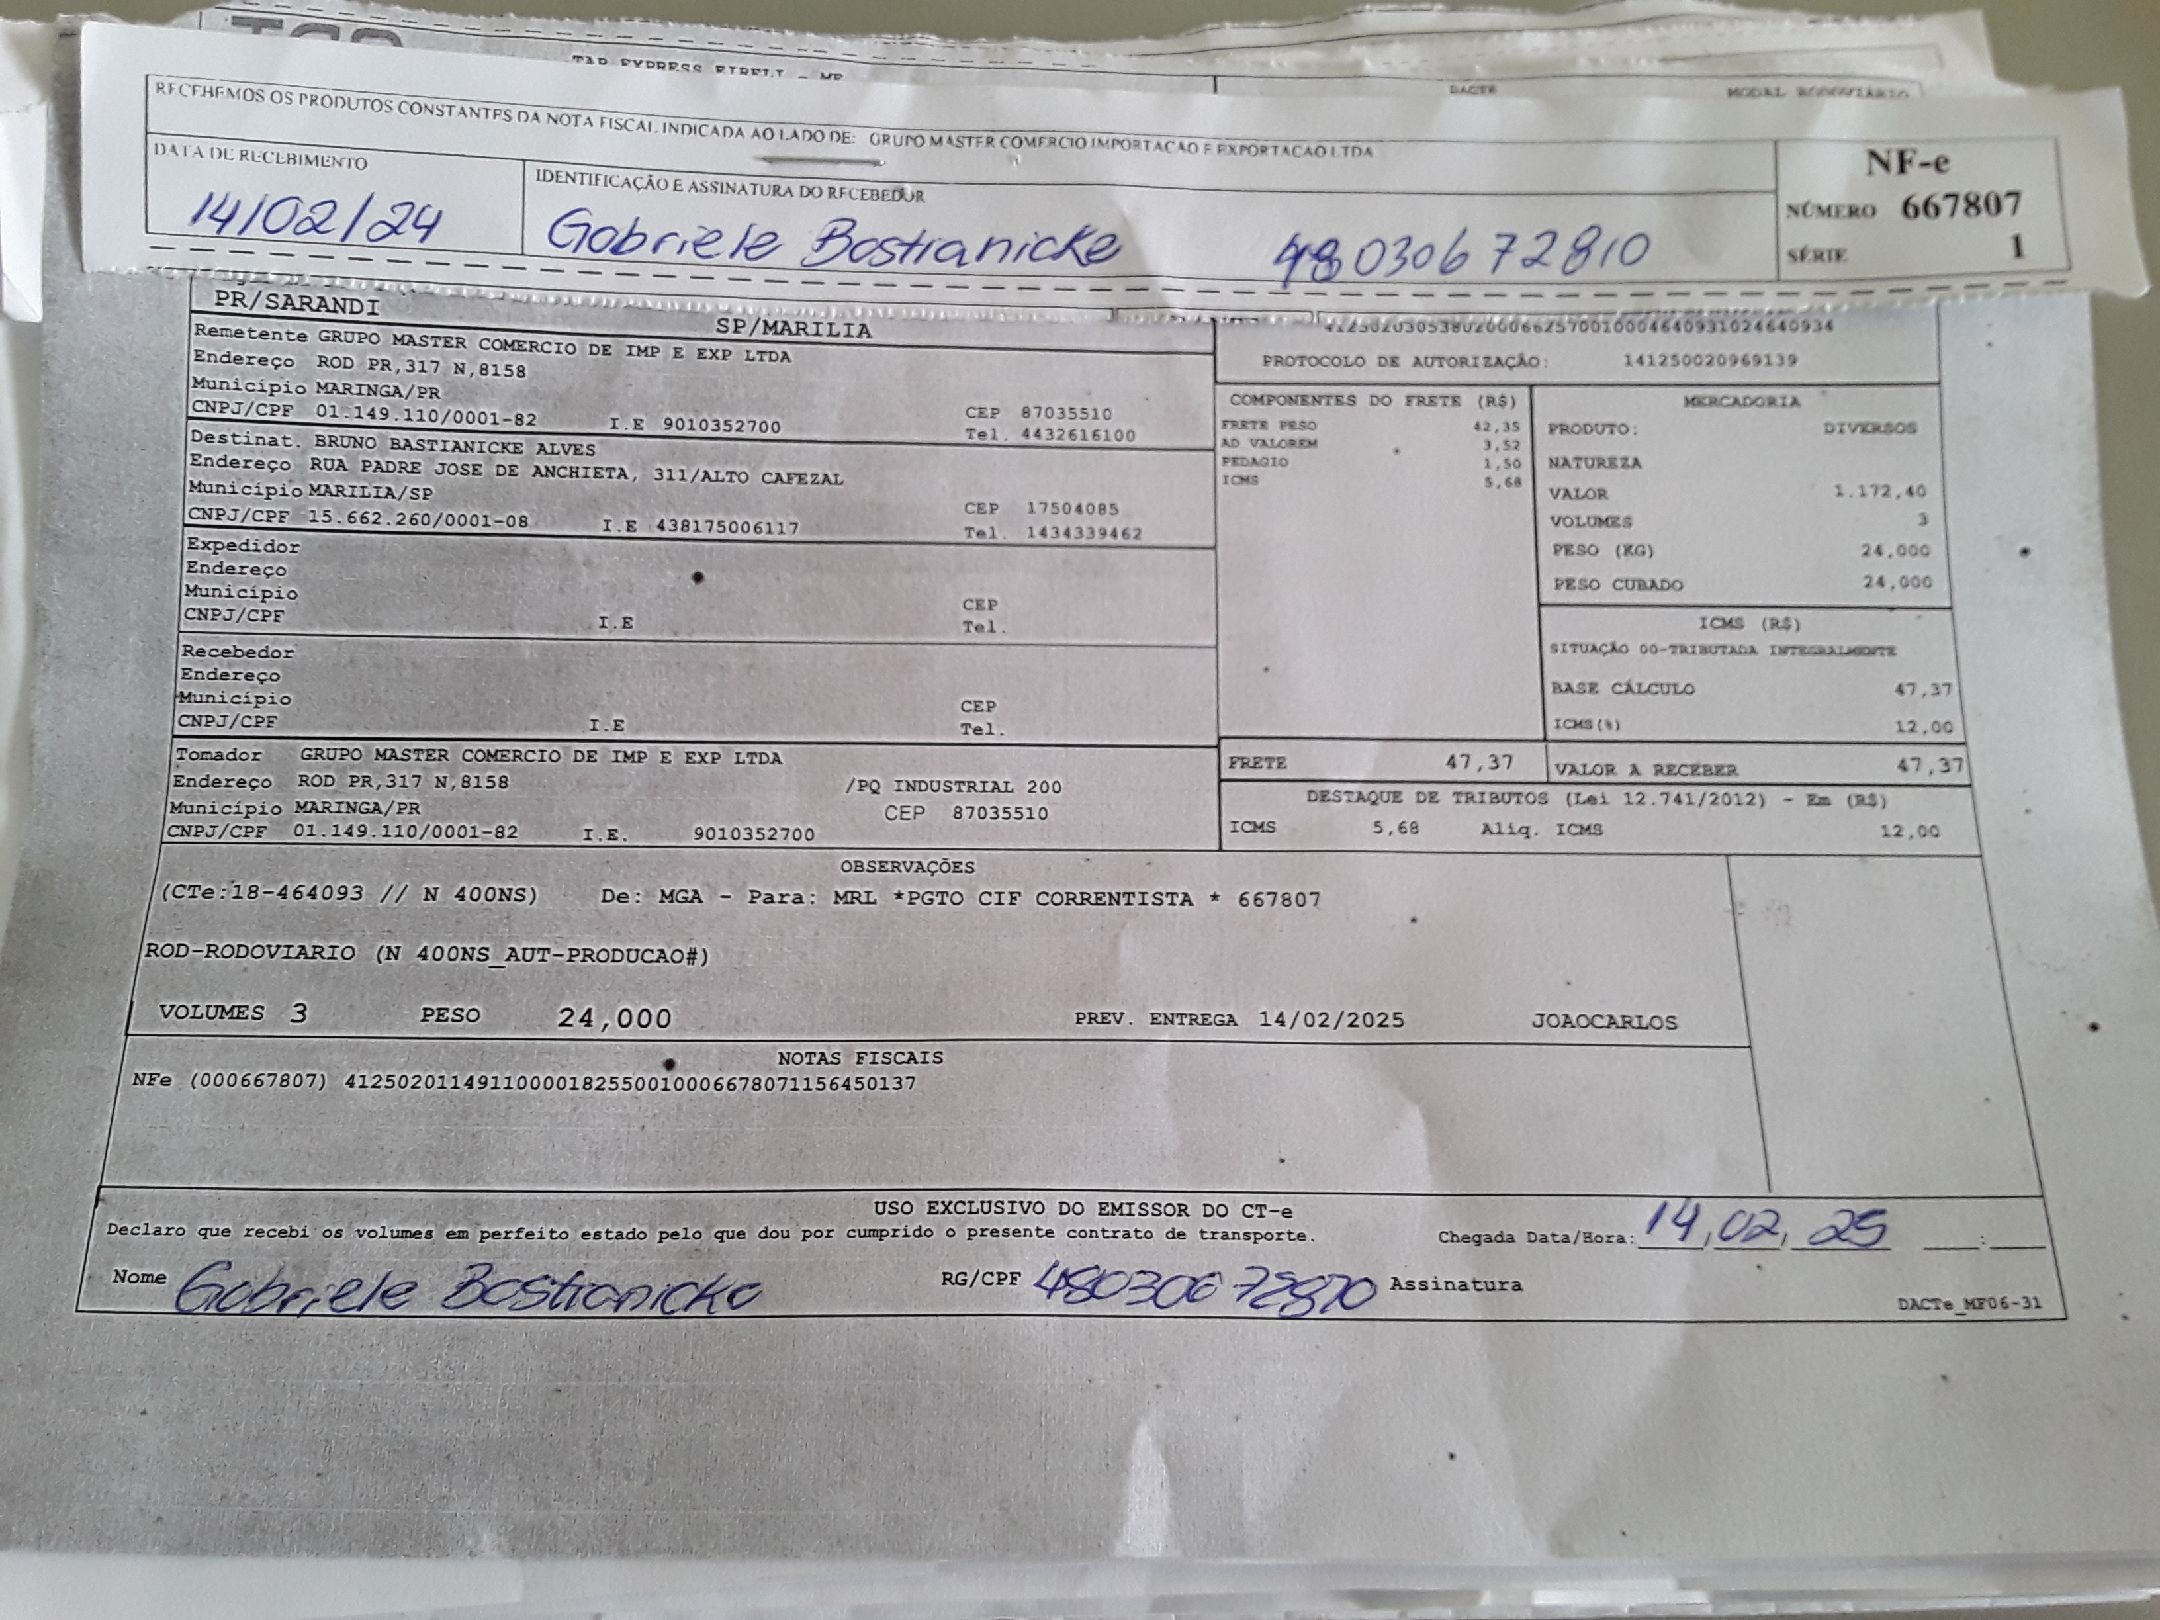 TAP EXPRESS EIRELI - ME
DACTE MODAL RODOVIÁRIO
RECEBEMOS OS PRODUTOS CONSTANTES DA NOTA FISCAL INDICADA AO LADO DE: GRUPO MASTER COMERCIO IMPORTACAO E EXPORTACAO LTDA
DATA DE RECEBIMENTO
14/02/24
IDENTIFICAÇÃO E ASSINATURA DO RECEBEDOR
Gabriele Bastianicke 48030672810
NF-e
NÚMERO 667807
SÉRIE 1
PR/SARANDI SP/MARILIA
Remetente GRUPO MASTER COMERCIO DE IMP E EXP LTDA
Endereço ROD PR,317 N,8158
Município MARINGA/PR CEP 87035510
CNPJ/CPF 01.149.110/0001-82 I.E 9010352700 Tel. 4432616100
Destinat. BRUNO BASTIANICKE ALVES
Endereço RUA PADRE JOSE DE ANCHIETA, 311/ALTO CAFEZAL
Município MARILIA/SP CEP 17504085
CNPJ/CPF 15.662.260/0001-08 I.E 438175006117 Tel. 1434339462
Expedidor
Endereço
Município CEP
CNPJ/CPF I.E Tel.
Recebedor
Endereço
Município CEP
CNPJ/CPF I.E Tel.
Tomador GRUPO MASTER COMERCIO DE IMP E EXP LTDA
Endereço ROD PR,317 N,8158 /PQ INDUSTRIAL 200
Município MARINGA/PR CEP 87035510
CNPJ/CPF 01.149.110/0001-82 I.E. 9010352700
PROTOCOLO DE AUTORIZAÇÃO: 141250020969139
COMPONENTES DO FRETE (R$)
FRETE PESO 42,35
AD VALOREM 3,52
PEDAGIO 1,50
ICMS 5,68
MERCADORIA
PRODUTO: DIVERSOS
NATUREZA
VALOR 1.172,40
VOLUMES 3
PESO (KG) 24,000
PESO CUBADO 24,000
ICMS (R$)
SITUAÇÃO 00-TRIBUTADA INTEGRALMENTE
BASE CÁLCULO 47,37
ICMS(%) 12,00
FRETE 47,37 VALOR A RECEBER 47,37
DESTAQUE DE TRIBUTOS (Lei 12.741/2012) - Em (R$)
ICMS 5,68 Aliq. ICMS 12,00
OBSERVAÇÕES
(CTe:18-464093 // N 400NS) De: MGA - Para: MRL *PGTO CIF CORRENTISTA * 667807
ROD-RODOVIARIO (N 400NS_AUT-PRODUCAO#)
VOLUMES 3 PESO 24,000 PREV. ENTREGA 14/02/2025 JOAOCARLOS
NOTAS FISCAIS
NFe (000667807) 41250201149110000182550010006678071156450137
USO EXCLUSIVO DO EMISSOR DO CT-e
Declaro que recebi os volumes em perfeito estado pelo que dou por cumprido o presente contrato de transporte. Chegada Data/Hora: 14/02/25 __:__
Nome Gabriele Bastianicke RG/CPF 48030672810 Assinatura
DACTe_MF06-31